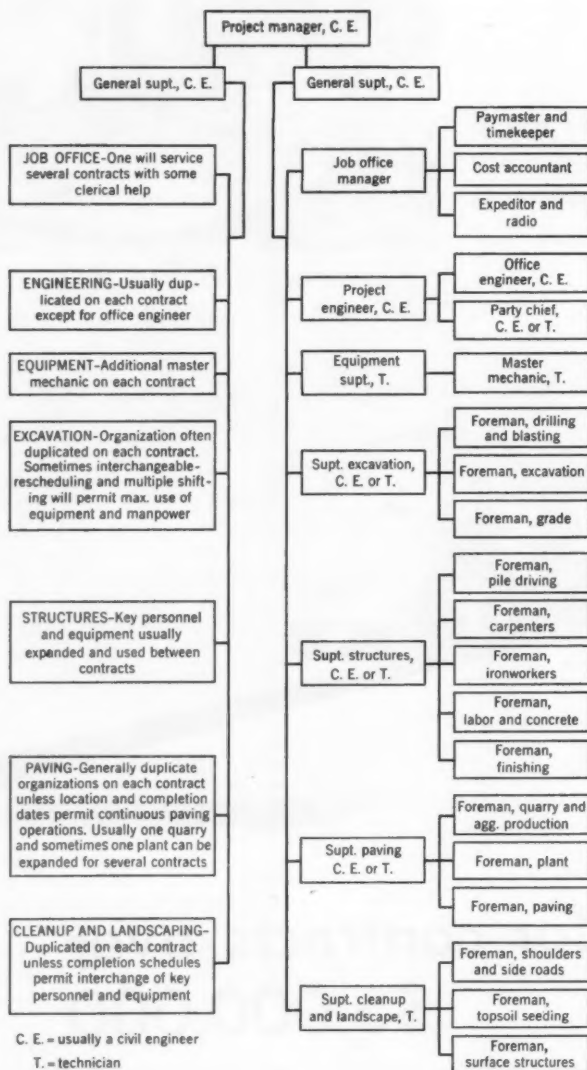 Project manager, C. E.
General supt., C. E.
General supt., C. E.
JOB OFFICE–One will service
several contracts with some
clerical help
ENGINEERING–Usually dup-
licated on each contract
except for office engineer
EQUIPMENT–Additional master
mechanic on each contract
EXCAVATION–Organization often
duplicated on each contract.
Sometimes interchangeable-
rescheduling and multiple shift-
ing will permit max. use of
equipment and manpower
STRUCTURES–Key personnel
and equipment usually
expanded and used between
contracts
PAVING–Generally duplicate
organizations on each contract
unless location and completion
dates permit continuous paving
operations. Usually one quarry
and sometimes one plant can be
expanded for several contracts
CLEANUP AND LANDSCAPING–
Duplicated on each contract
unless completion schedules
permit interchange of key
personnel and equipment
C. E. = usually a civil engineer
T. = technician
Job office
manager
Paymaster and
timekeeper
Cost accountant
Expeditor and
radio
Project
engineer, C. E.
Office
engineer, C. E.
Party chief,
C. E. or T.
Equipment
supt., T.
Master
mechanic, T.
Supt. excavation,
C. E. or T.
Foreman, drilling
and blasting
Foreman, excavation
Foreman, grade
Supt. structures,
C. E. or T.
Foreman,
pile driving
Foreman,
carpenters
Foreman,
ironworkers
Foreman,
labor and concrete
Foreman,
finishing
Supt. paving
C. E. or T.
Foreman, quarry and
agg. production
Foreman, plant
Foreman, paving
Supt. cleanup
and landscape, T.
Foreman, shoulders
and side roads
Foreman,
topsoil seeding
Foreman,
surface structures